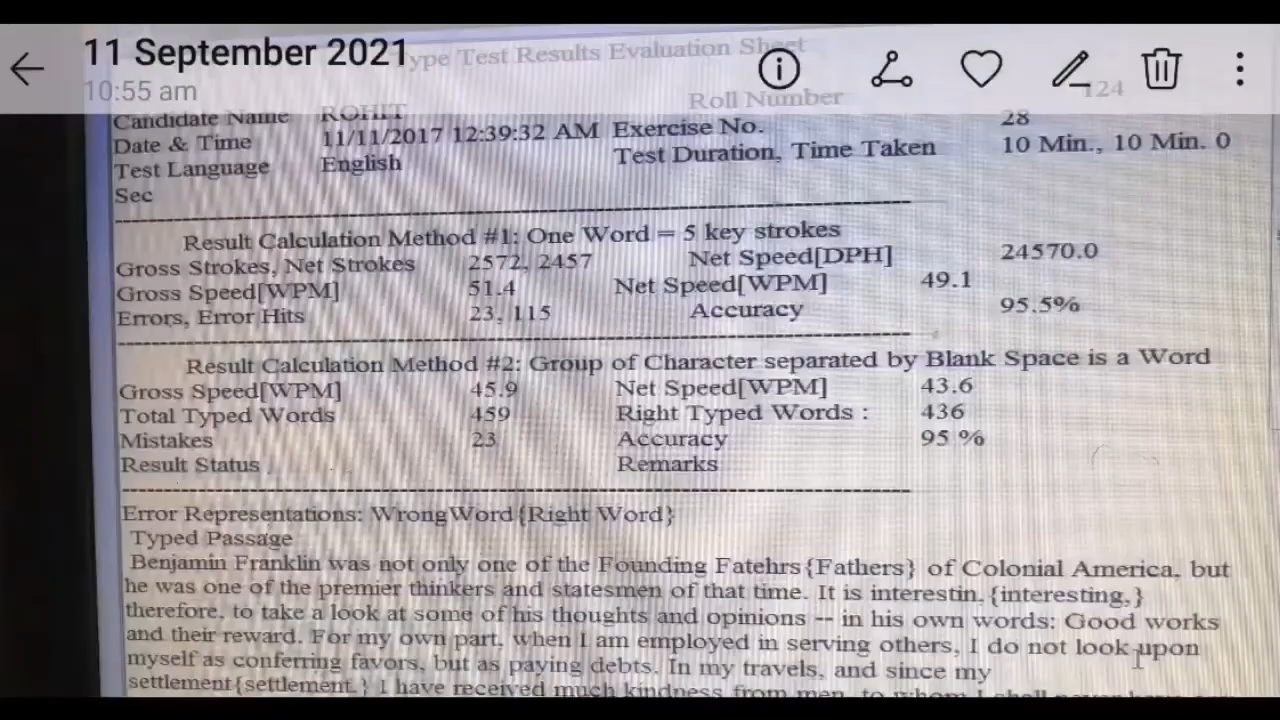 11 September 2021
10:55 am
Type Test Results Evaluation Sheet
124
Candidate Name ROHIT Roll Number
Date & Time 11/11/2017 12:39:32 AM Exercise No. 28
Test Language English Test Duration, Time Taken 10 Min., 10 Min. 0
Sec
Result Calculation Method #1: One Word = 5 key strokes
Gross Strokes, Net Strokes 2572, 2457 Net Speed[DPH] 24570.0
Gross Speed[WPM] 51.4 Net Speed[WPM] 49.1
Errors, Error Hits 23, 115 Accuracy 95.5%
Result Calculation Method #2: Group of Character separated by Blank Space is a Word
Gross Speed[WPM] 45.9 Net Speed[WPM] 43.6
Total Typed Words 459 Right Typed Words : 436
Mistakes 23 Accuracy 95 %
Result Status Remarks
Error Representations: WrongWord{Right Word}
Typed Passage
Benjamin Franklin was not only one of the Founding Fatehrs{Fathers} of Colonial America, but
he was one of the premier thinkers and statesmen of that time. It is interestin, {interesting,}
therefore, to take a look at some of his thoughts and opinions -- in his own words: Good works
and their reward. For my own part, when I am employed in serving others, I do not look upon
myself as conferring favors, but as paying debts. In my travels, and since my
settlement{settlement,} I have received much kindness from men, to whom I shall never